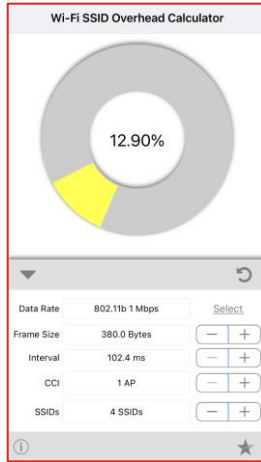 Wi-Fi SSID Overhead Calculator
12.90%
Data Rate 802.11b 1 Mbps Select
Frame Size 380.0 Bytes − +
Interval 102.4 ms − +
CCI 1 AP − +
SSIDs 4 SSIDs − +